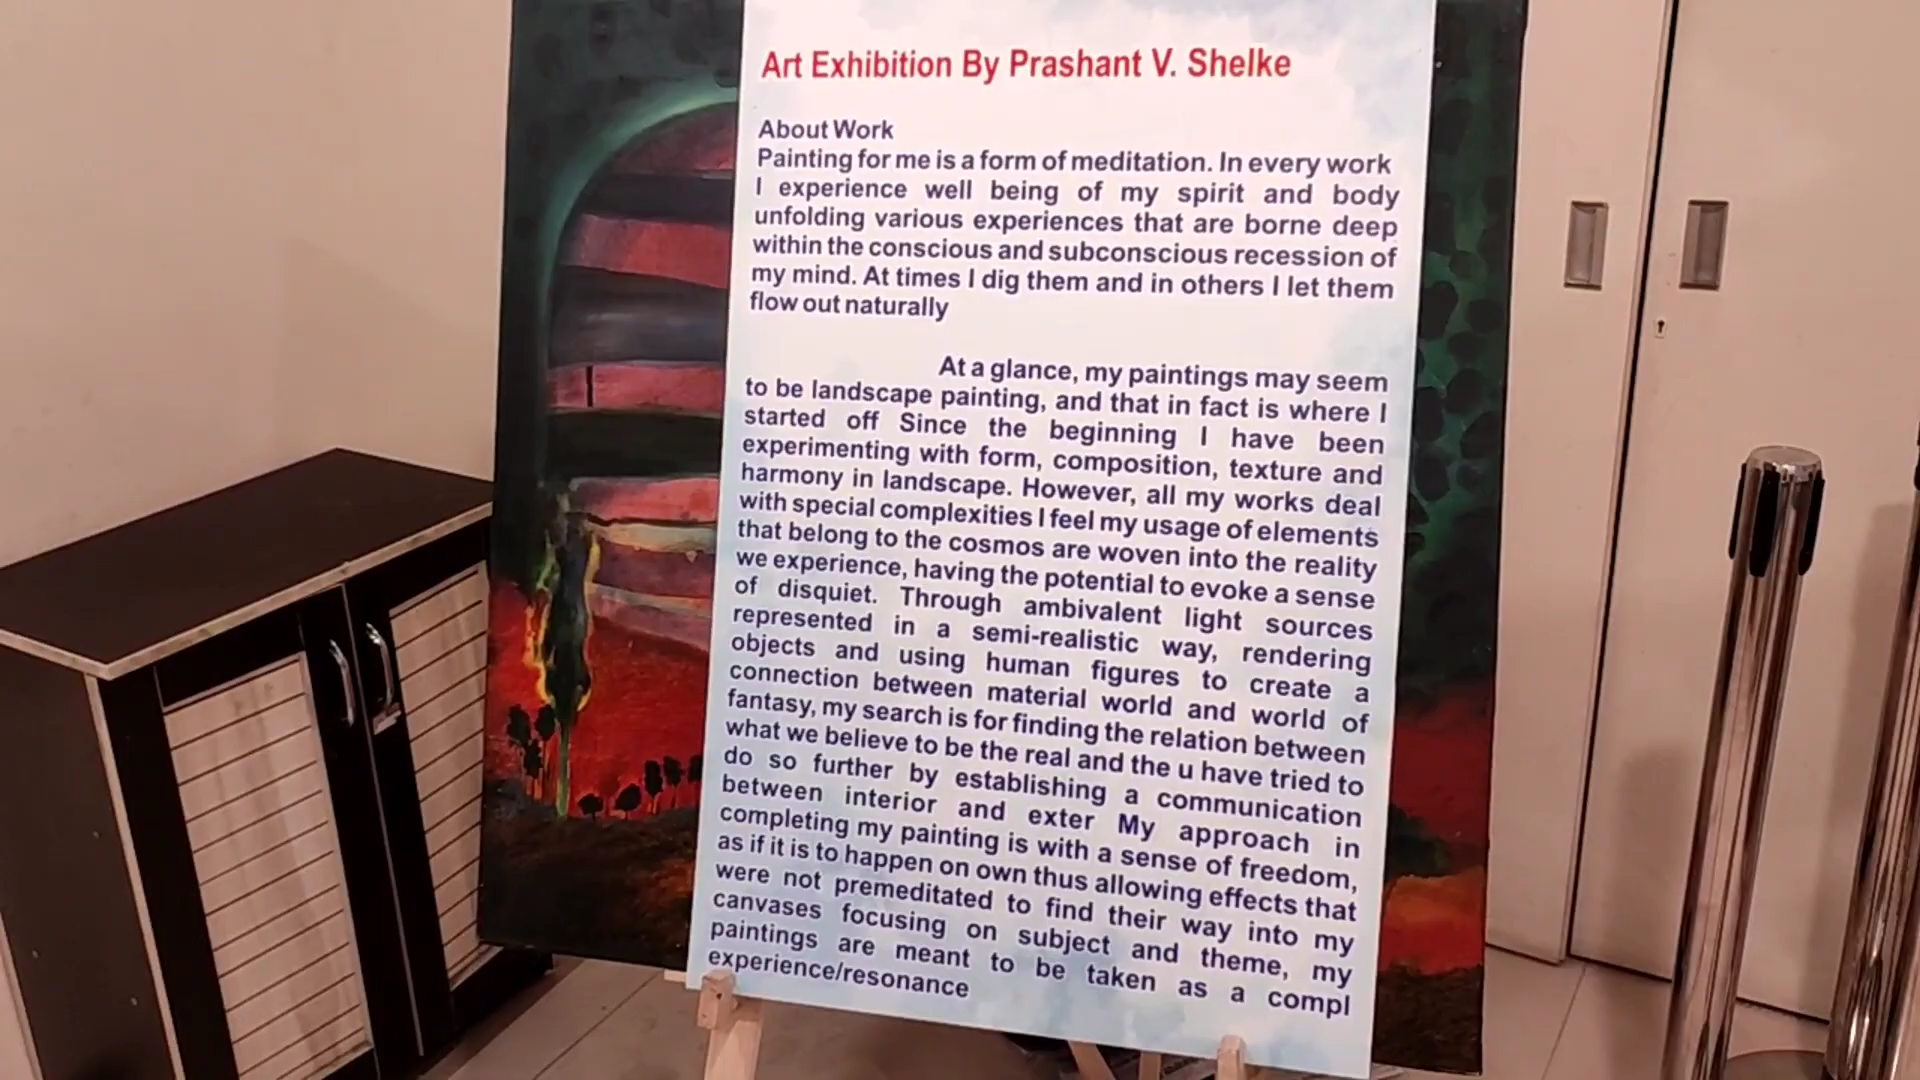 Art Exhibition By Prashant V. Shelke
About Work
Painting for me is a form of meditation. In every work
I experience well being of my spirit and body
unfolding various experiences that are borne deep
within the conscious and subconscious recession of
my mind. At times I dig them and in others I let them
flow out naturally
At a glance, my paintings may seem
to be landscape painting, and that in fact is where I
started off Since the beginning I have been
experimenting with form, composition, texture and
harmony in landscape. However, all my works deal
with special complexities I feel my usage of elements
that belong to the cosmos are woven into the reality
we experience, having the potential to evoke a sense
of disquiet. Through ambivalent light sources
represented in a semi-realistic way, rendering
objects and using human figures to create a
connection between material world and world of
fantasy, my search is for finding the relation between
what we believe to be the real and the u have tried to
do so further by establishing a communication
between interior and exter My approach in
completing my painting is with a sense of freedom,
as if it is to happen on own thus allowing effects that
were not premeditated to find their way into my
canvases focusing on subject and theme, my
paintings are meant to be taken as a compl
experience/resonance